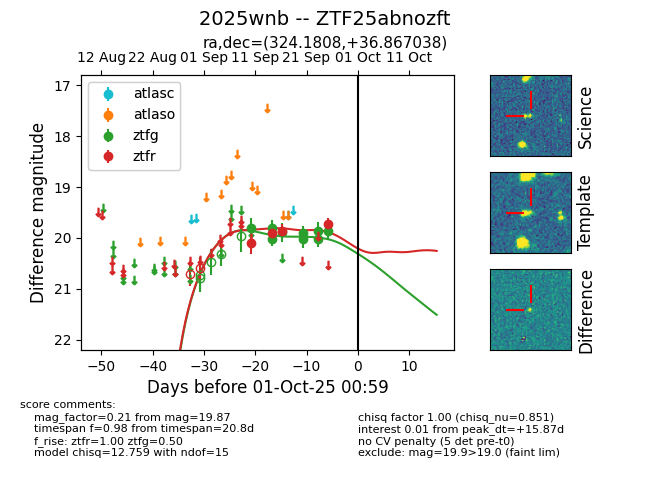 2025wnb -- ZTF25abnozft
ra,dec=(324.1808,+36.867038)
12 Aug 22 Aug 01 Sep 11 Sep 21 Sep 01 Oct 11 Oct
17
18
19
20
21
22
Difference magnitude
atlasc
atlaso
ztfg
ztfr
−50 −40 −30 −20 −10 0 10
Days before 01-Oct-25 00:59
Science
Template
Difference
score comments:
mag_factor=0.21 from mag=19.87
timespan f=0.98 from timespan=20.8d
f_rise: ztfr=1.00 ztfg=0.50
model chisq=12.759 with ndof=15
chisq factor 1.00 (chisq_nu=0.851)
interest 0.01 from peak_dt=+15.87d
no CV penalty (5 det pre-t0)
exclude: mag=19.9>19.0 (faint lim)